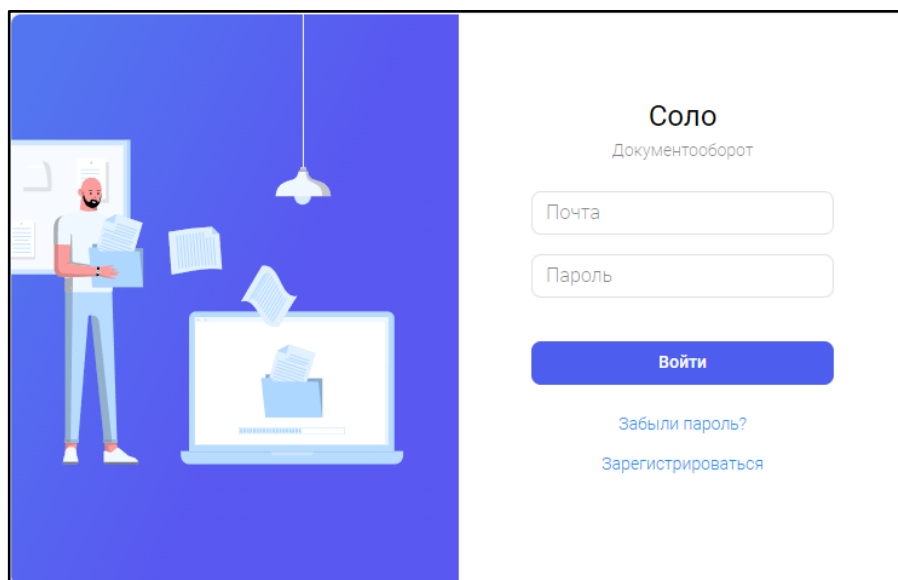 Соло
Документооборот
Почта
Пароль
Войти
Забыли пароль?
Зарегистрироваться